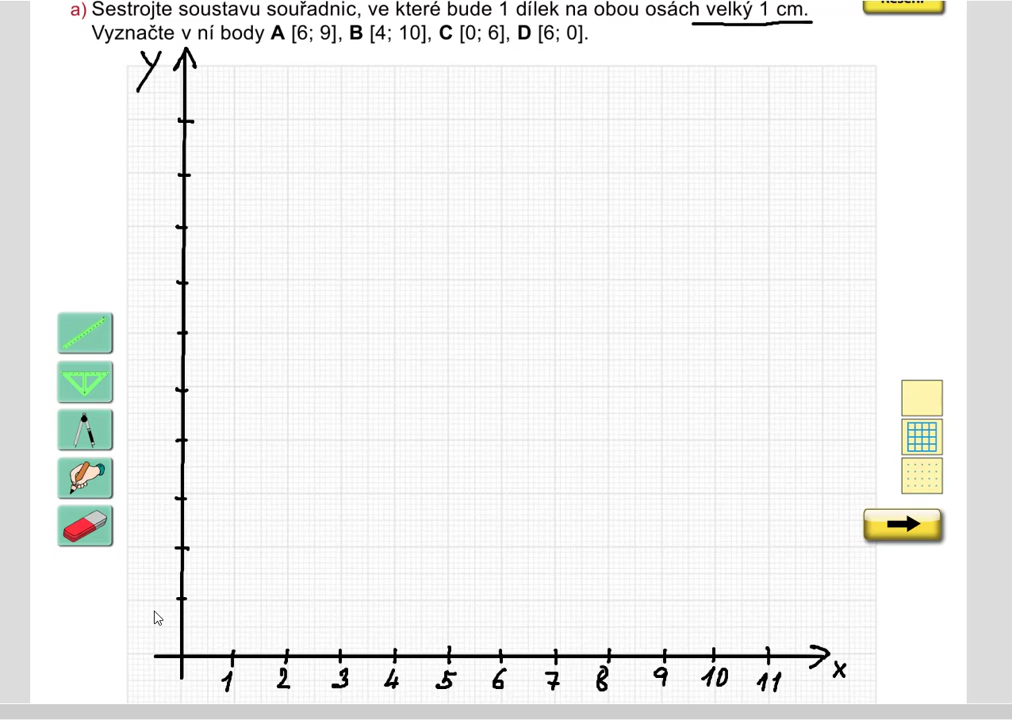 a) Sestrojte soustavu souřadnic, ve které bude 1 dílek na obou osách velký 1 cm.
Vyznačte v ní body A [6; 9], B [4; 10], C [0; 6], D [6; 0].
y
1 2 3 4 5 6 7 8 9 10 11 x